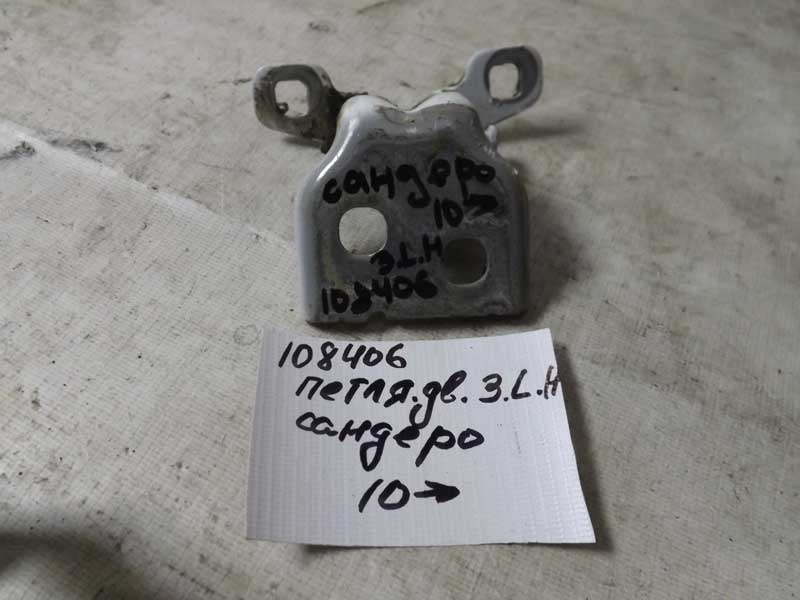 сандеро
10→
З.L.H
108406
108406
петля.дв. З.L.H
сандеро
10→